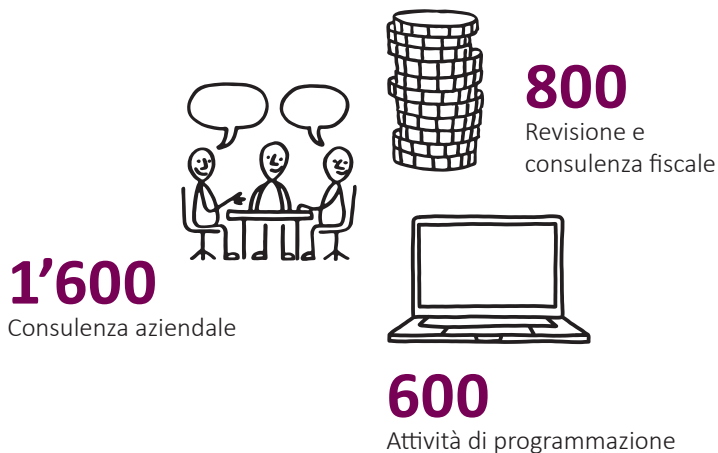 800
Revisione e
consulenza fiscale
1’600
Consulenza aziendale
600
Attività di programmazione